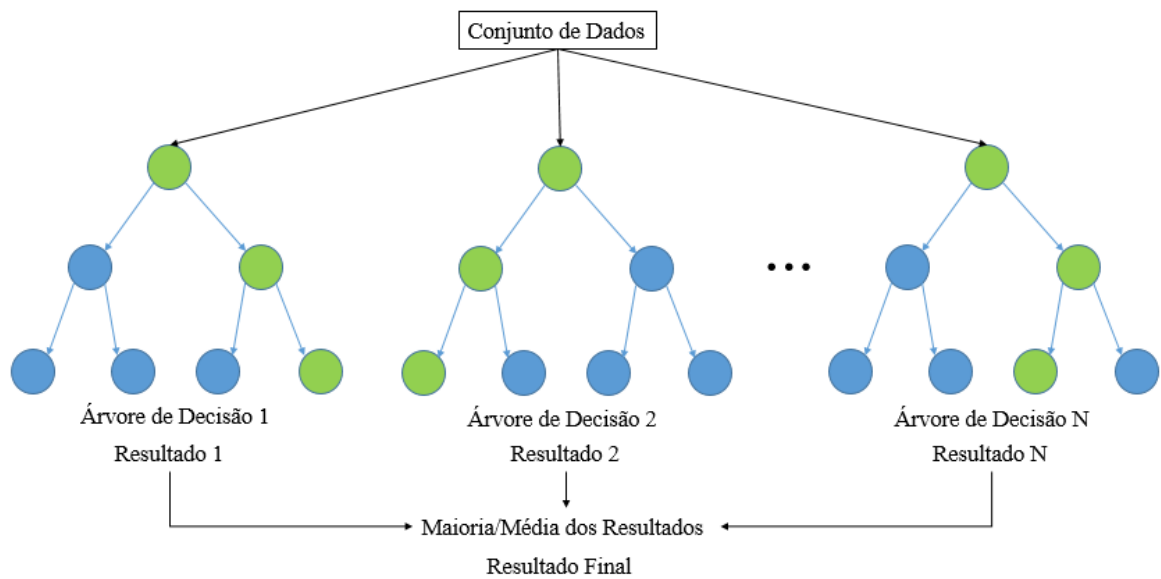 Conjunto de Dados
Árvore de Decisão 1
Árvore de Decisão 2
Árvore de Decisão N
Resultado 1
Resultado 2
Resultado N
Maioria/Média dos Resultados
Resultado Final